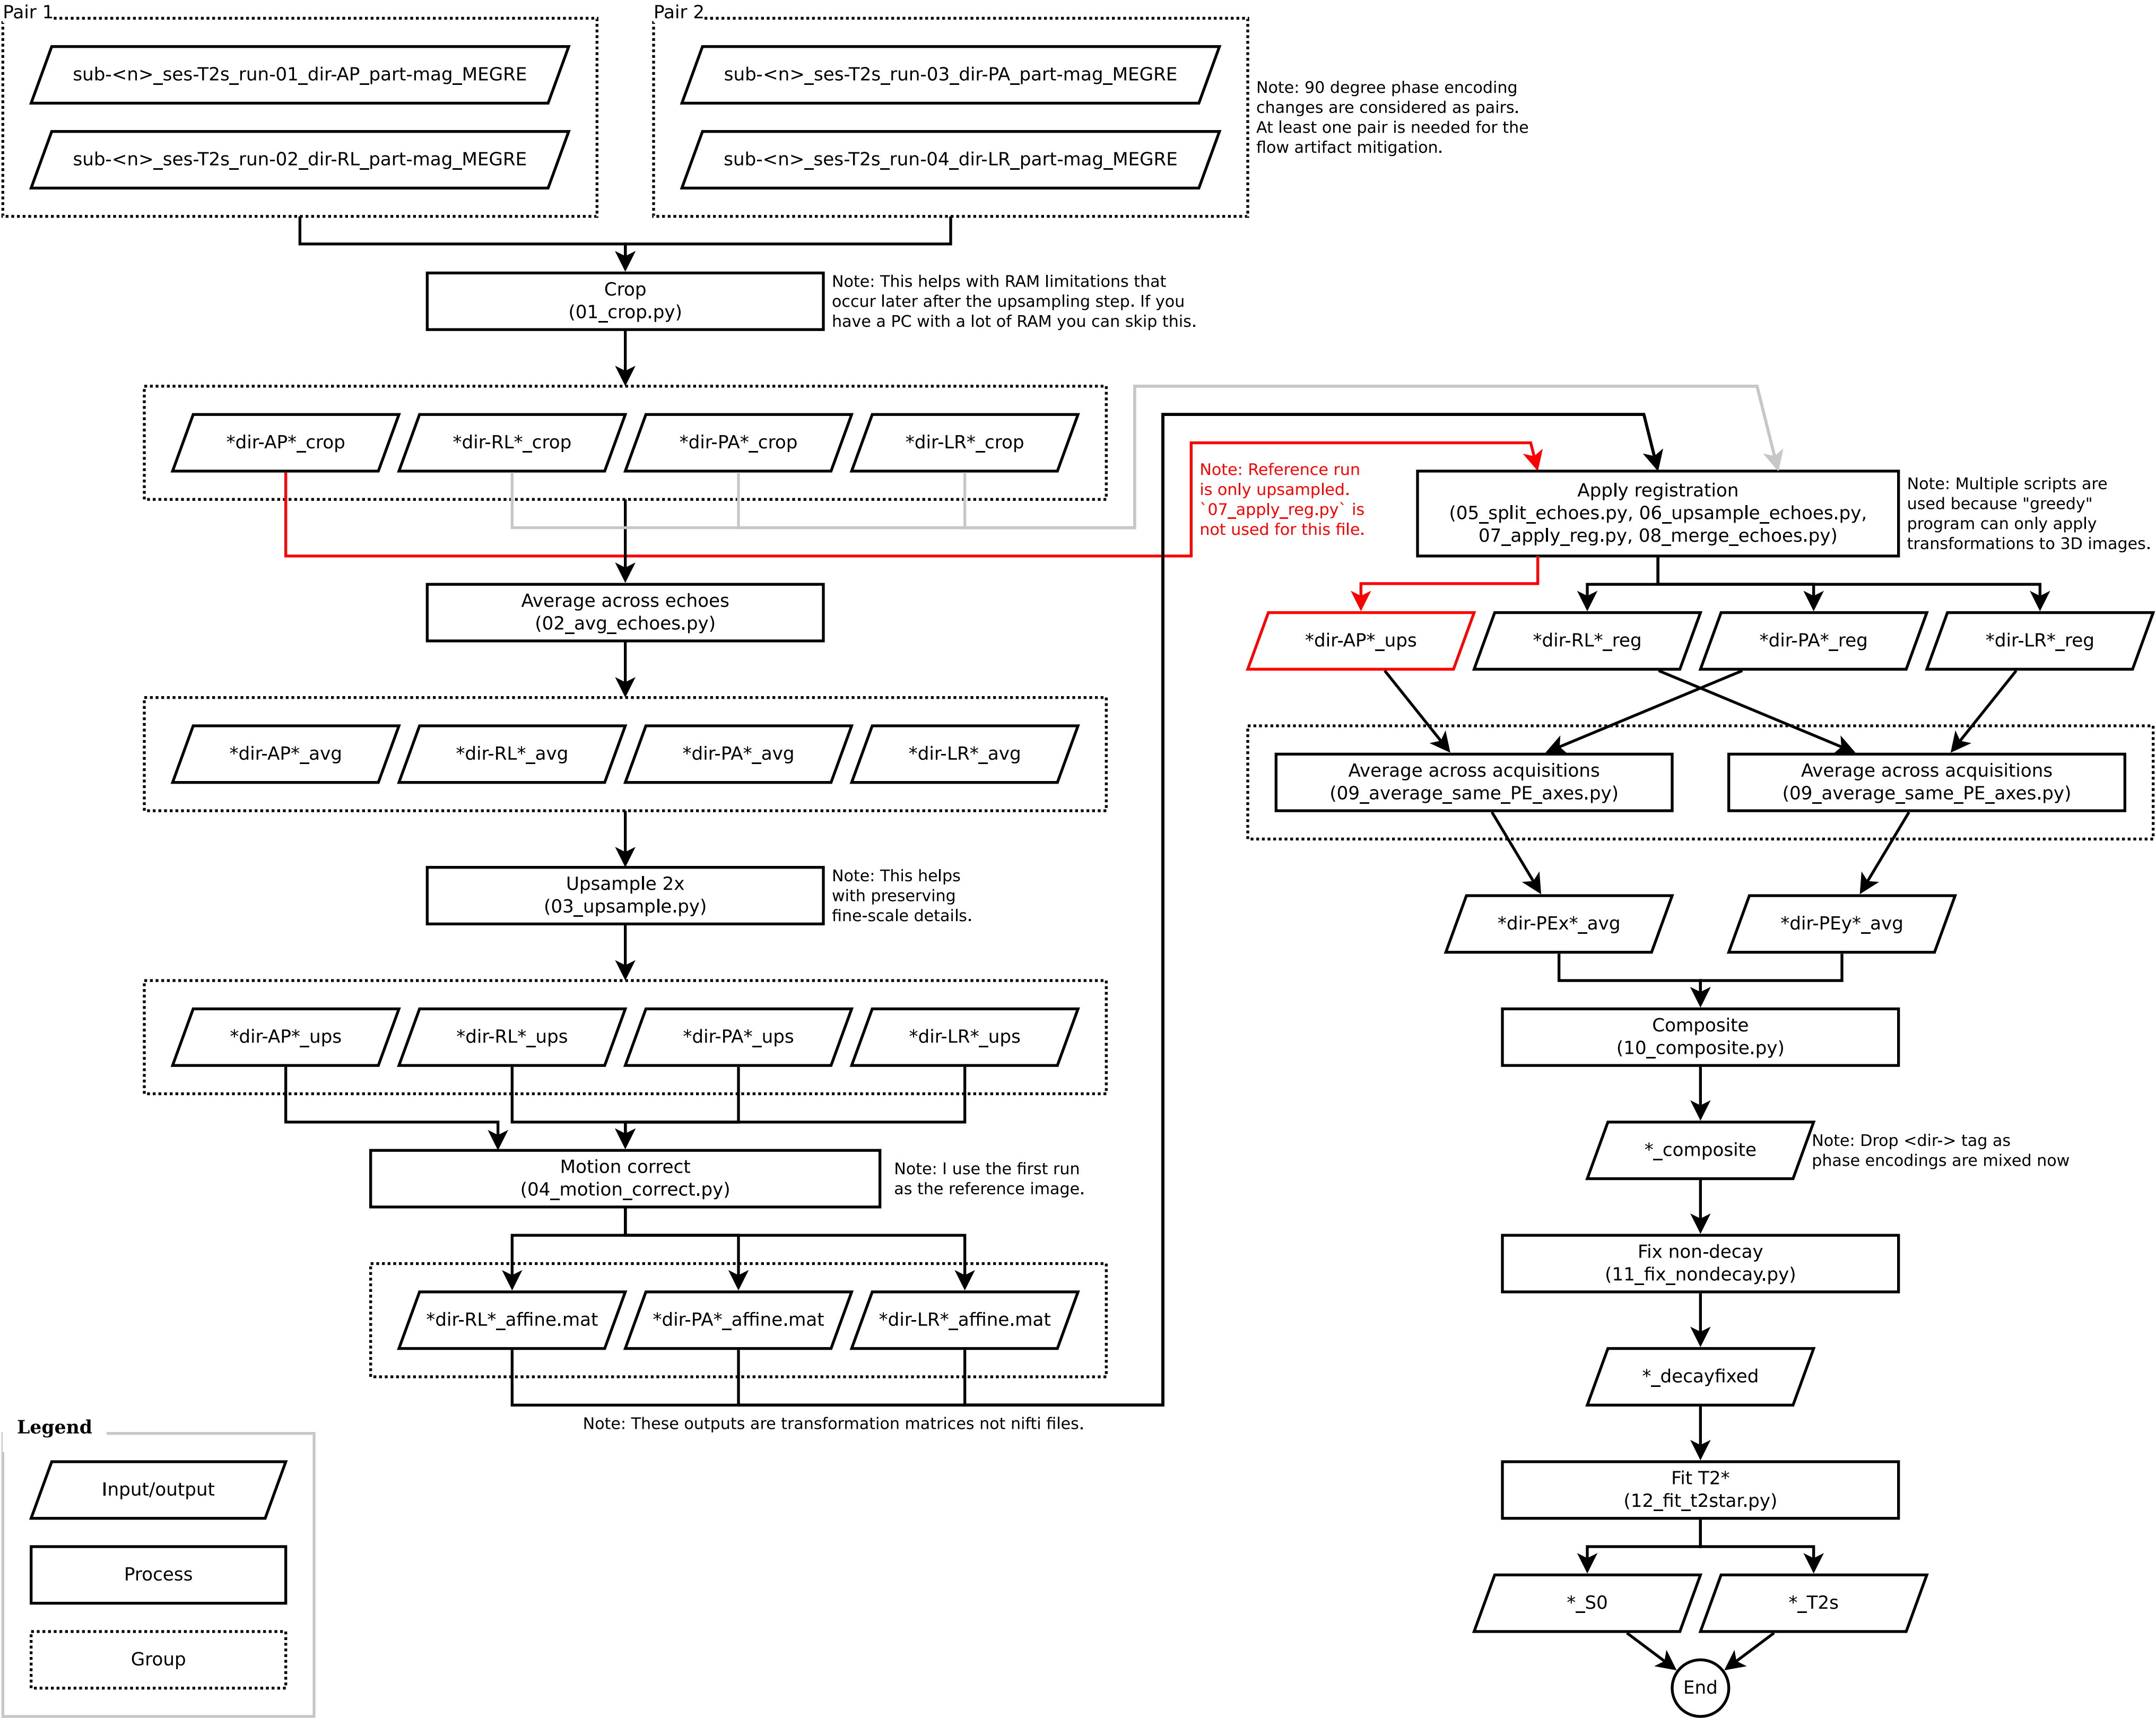 Pair 1
sub-<n>_ses-T2s_run-01_dir-AP_part-mag_MEGRE
sub-<n>_ses-T2s_run-02_dir-RL_part-mag_MEGRE
Pair 2
sub-<n>_ses-T2s_run-03_dir-PA_part-mag_MEGRE
sub-<n>_ses-T2s_run-04_dir-LR_part-mag_MEGRE
Note: 90 degree phase encoding
changes are considered as pairs.
At least one pair is needed for the
flow artifact mitigation.
Crop
(01_crop.py)
Note: This helps with RAM limitations that
occur later after the upsampling step. If you
have a PC with a lot of RAM you can skip this.
*dir-AP*_crop
*dir-RL*_crop
*dir-PA*_crop
*dir-LR*_crop
Average across echoes
(02_avg_echoes.py)
*dir-AP*_avg
*dir-RL*_avg
*dir-PA*_avg
*dir-LR*_avg
Upsample 2x
(03_upsample.py)
Note: This helps
with preserving
fine-scale details.
*dir-AP*_ups
*dir-RL*_ups
*dir-PA*_ups
*dir-LR*_ups
Motion correct
(04_motion_correct.py)
Note: I use the first run
as the reference image.
*dir-RL*_affine.mat
*dir-PA*_affine.mat
*dir-LR*_affine.mat
Note: These outputs are transformation matrices not nifti files.
Note: Reference run
is only upsampled.
`07_apply_reg.py` is
not used for this file.
Apply registration
(05_split_echoes.py, 06_upsample_echoes.py,
07_apply_reg.py, 08_merge_echoes.py)
Note: Multiple scripts are
used because "greedy"
program can only apply
transformations to 3D images.
*dir-AP*_ups
*dir-RL*_reg
*dir-PA*_reg
*dir-LR*_reg
Average across acquisitions
(09_average_same_PE_axes.py)
Average across acquisitions
(09_average_same_PE_axes.py)
*dir-PEx*_avg
*dir-PEy*_avg
Composite
(10_composite.py)
*_composite
Note: Drop <dir-> tag as
phase encodings are mixed now
Fix non-decay
(11_fix_nondecay.py)
*_decayfixed
Fit T2*
(12_fit_t2star.py)
*_S0
*_T2s
End
Legend
Input/output
Process
Group